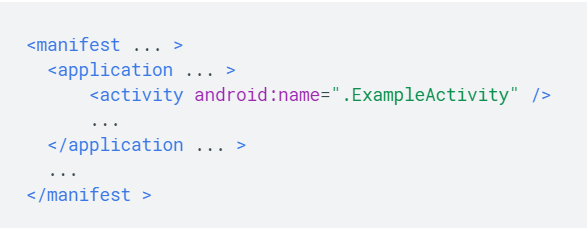 <manifest ... >
  <application ... >
      <activity android:name=".ExampleActivity" />
      ...
  </application ... >
  ...
</manifest >